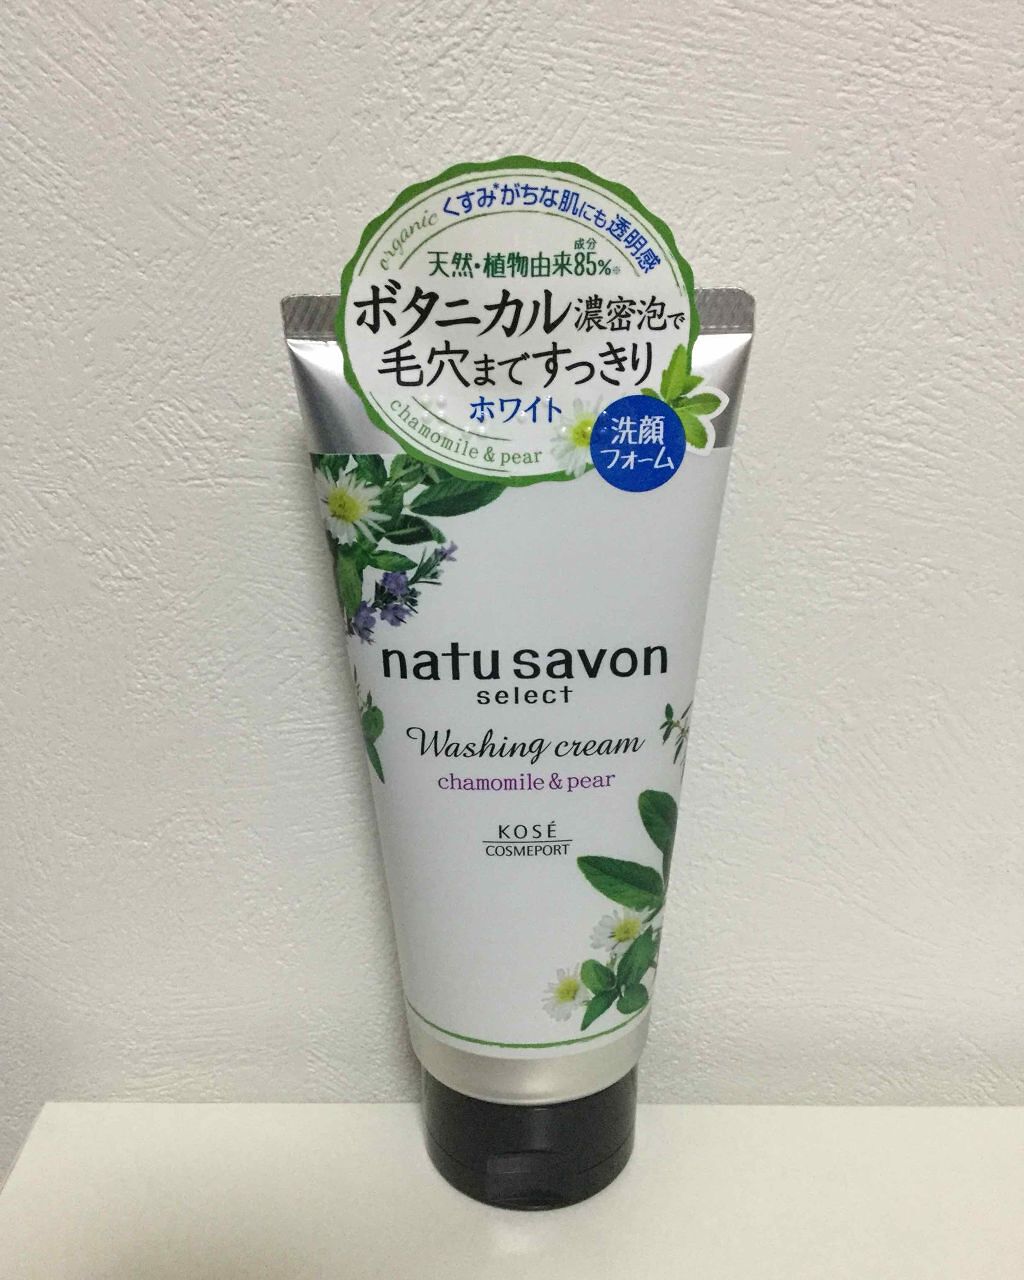 organic
くすみ*がちな肌にも透明感
成分
天然・植物由来85%※
ボタニカル濃密泡で
毛穴まですっきり
ホワイト
chamomile & pear
洗顔
フォーム
natu savon
select
Washing cream
chamomile & pear
KOSÉ
COSMEPORT